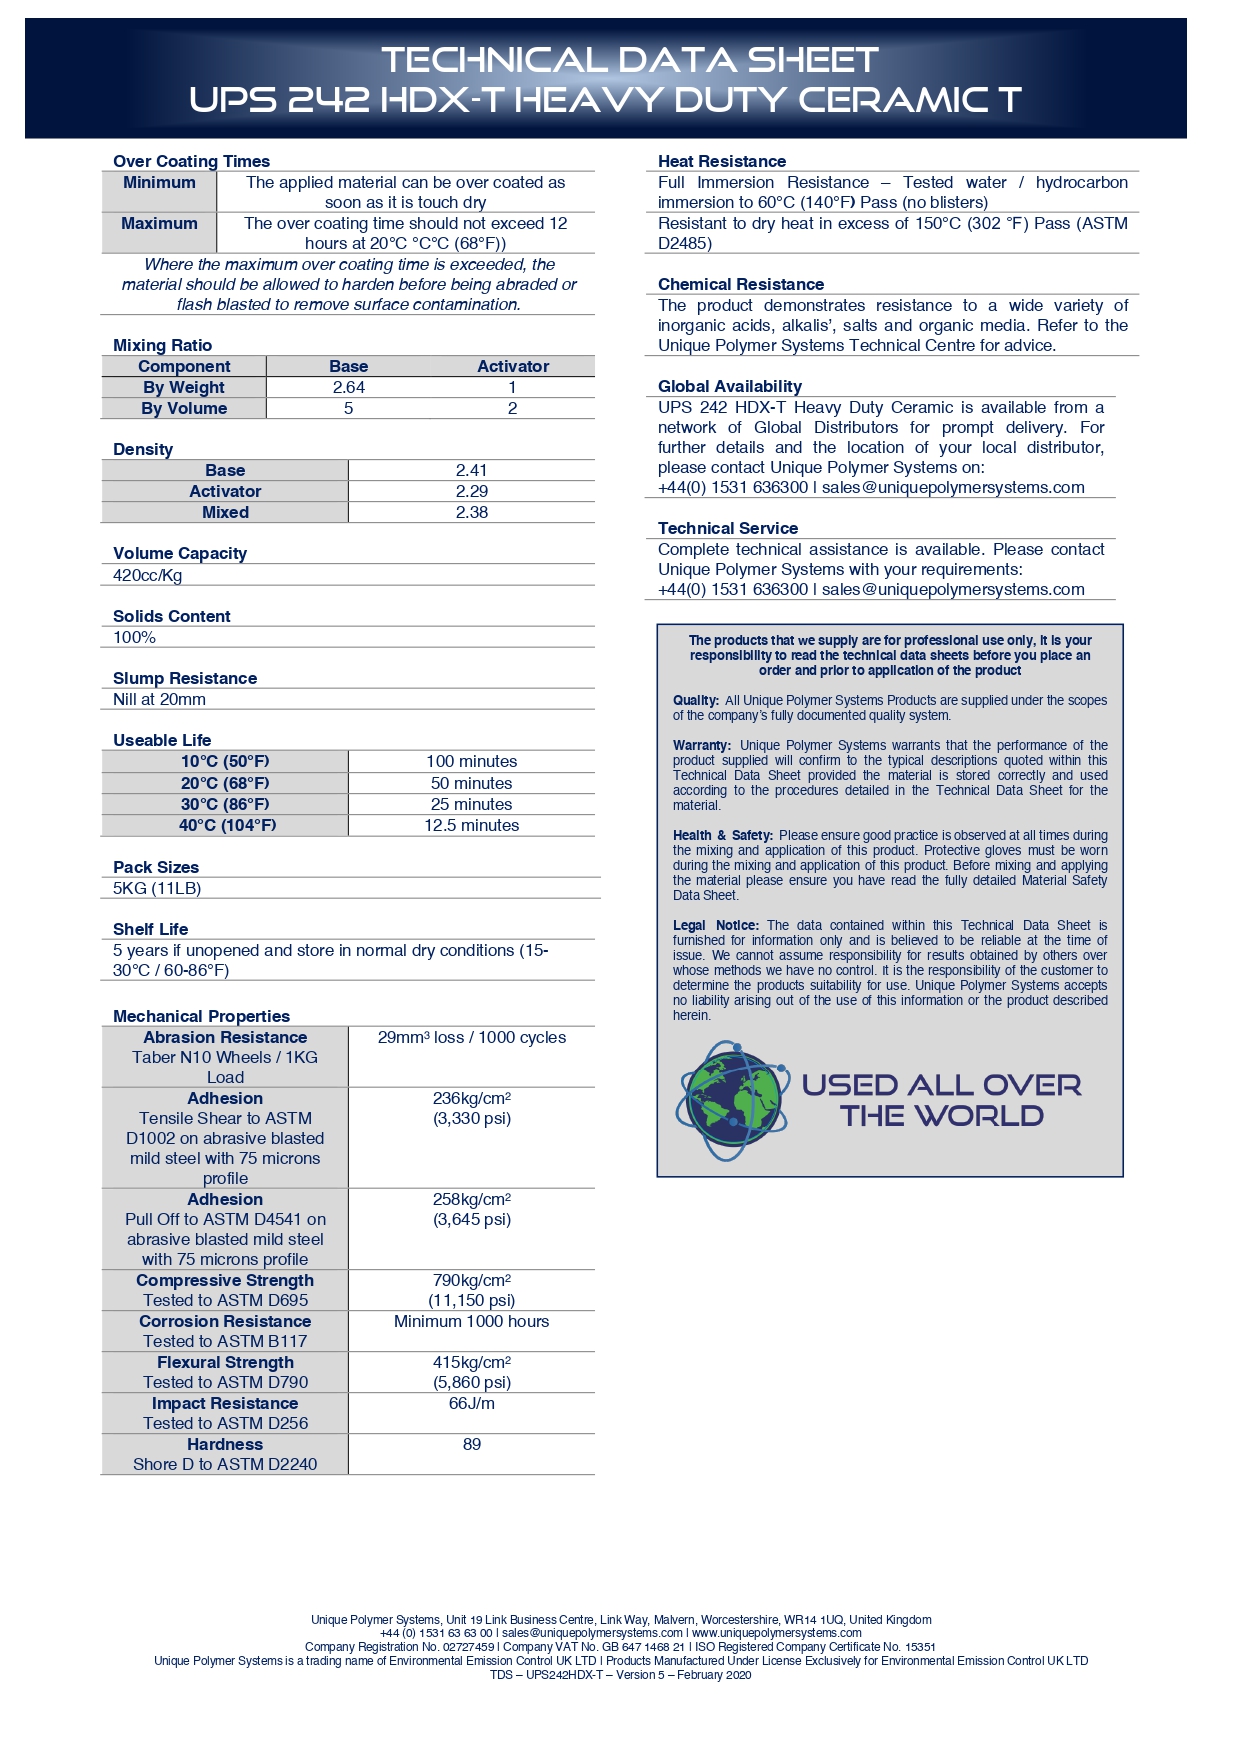 TECHNICAL DATA SHEET
UPS 242 HDX-T HEAVY DUTY CERAMIC T
Over Coating Times
Minimum The applied material can be over coated as
soon as it is touch dry
Maximum The over coating time should not exceed 12
hours at 20°C °C°C (68°F))
Where the maximum over coating time is exceeded, the
material should be allowed to harden before being abraded or
flash blasted to remove surface contamination.
Mixing Ratio
Component Base Activator
By Weight 2.64 1
By Volume 5 2
Density
Base 2.41
Activator 2.29
Mixed 2.38
Volume Capacity
420cc/Kg
Solids Content
100%
Slump Resistance
Nill at 20mm
Useable Life
10°C (50°F) 100 minutes
20°C (68°F) 50 minutes
30°C (86°F) 25 minutes
40°C (104°F) 12.5 minutes
Pack Sizes
5KG (11LB)
Shelf Life
5 years if unopened and store in normal dry conditions (15-
30°C / 60-86°F)
Mechanical Properties
Abrasion Resistance 29mm³ loss / 1000 cycles
Taber N10 Wheels / 1KG
Load
Adhesion 236kg/cm²
Tensile Shear to ASTM (3,330 psi)
D1002 on abrasive blasted
mild steel with 75 microns
profile
Adhesion 258kg/cm²
Pull Off to ASTM D4541 on (3,645 psi)
abrasive blasted mild steel
with 75 microns profile
Compressive Strength 790kg/cm²
Tested to ASTM D695 (11,150 psi)
Corrosion Resistance Minimum 1000 hours
Tested to ASTM B117
Flexural Strength 415kg/cm²
Tested to ASTM D790 (5,860 psi)
Impact Resistance 66J/m
Tested to ASTM D256
Hardness 89
Shore D to ASTM D2240
Heat Resistance
Full Immersion Resistance – Tested water / hydrocarbon
immersion to 60°C (140°F) Pass (no blisters)
Resistant to dry heat in excess of 150°C (302 °F) Pass (ASTM
D2485)
Chemical Resistance
The product demonstrates resistance to a wide variety of
inorganic acids, alkalis’, salts and organic media. Refer to the
Unique Polymer Systems Technical Centre for advice.
Global Availability
UPS 242 HDX-T Heavy Duty Ceramic is available from a
network of Global Distributors for prompt delivery. For
further details and the location of your local distributor,
please contact Unique Polymer Systems on:
+44(0) 1531 636300 | sales@uniquepolymersystems.com
Technical Service
Complete technical assistance is available. Please contact
Unique Polymer Systems with your requirements:
+44(0) 1531 636300 | sales@uniquepolymersystems.com
The products that we supply are for professional use only, it is your
responsibility to read the technical data sheets before you place an
order and prior to application of the product
Quality: All Unique Polymer Systems Products are supplied under the scopes
of the company’s fully documented quality system.
Warranty: Unique Polymer Systems warrants that the performance of the
product supplied will confirm to the typical descriptions quoted within this
Technical Data Sheet provided the material is stored correctly and used
according to the procedures detailed in the Technical Data Sheet for the
material.
Health & Safety: Please ensure good practice is observed at all times during
the mixing and application of this product. Protective gloves must be worn
during the mixing and application of this product. Before mixing and applying
the material please ensure you have read the fully detailed Material Safety
Data Sheet.
Legal Notice: The data contained within this Technical Data Sheet is
furnished for information only and is believed to be reliable at the time of
issue. We cannot assume responsibility for results obtained by others over
whose methods we have no control. It is the responsibility of the customer to
determine the products suitability for use. Unique Polymer Systems accepts
no liability arising out of the use of this information or the product described
herein.
USED ALL OVER
THE WORLD
Unique Polymer Systems, Unit 19 Link Business Centre, Link Way, Malvern, Worcestershire, WR14 1UQ, United Kingdom
+44 (0) 1531 63 63 00 | sales@uniquepolymersystems.com | www.uniquepolymersystems.com
Company Registration No. 02727459 | Company VAT No. GB 647 1468 21 | ISO Registered Company Certificate No. 15351
Unique Polymer Systems is a trading name of Environmental Emission Control UK LTD | Products Manufactured Under License Exclusively for Environmental Emission Control UK LTD
TDS – UPS242HDX-T – Version 5 – February 2020